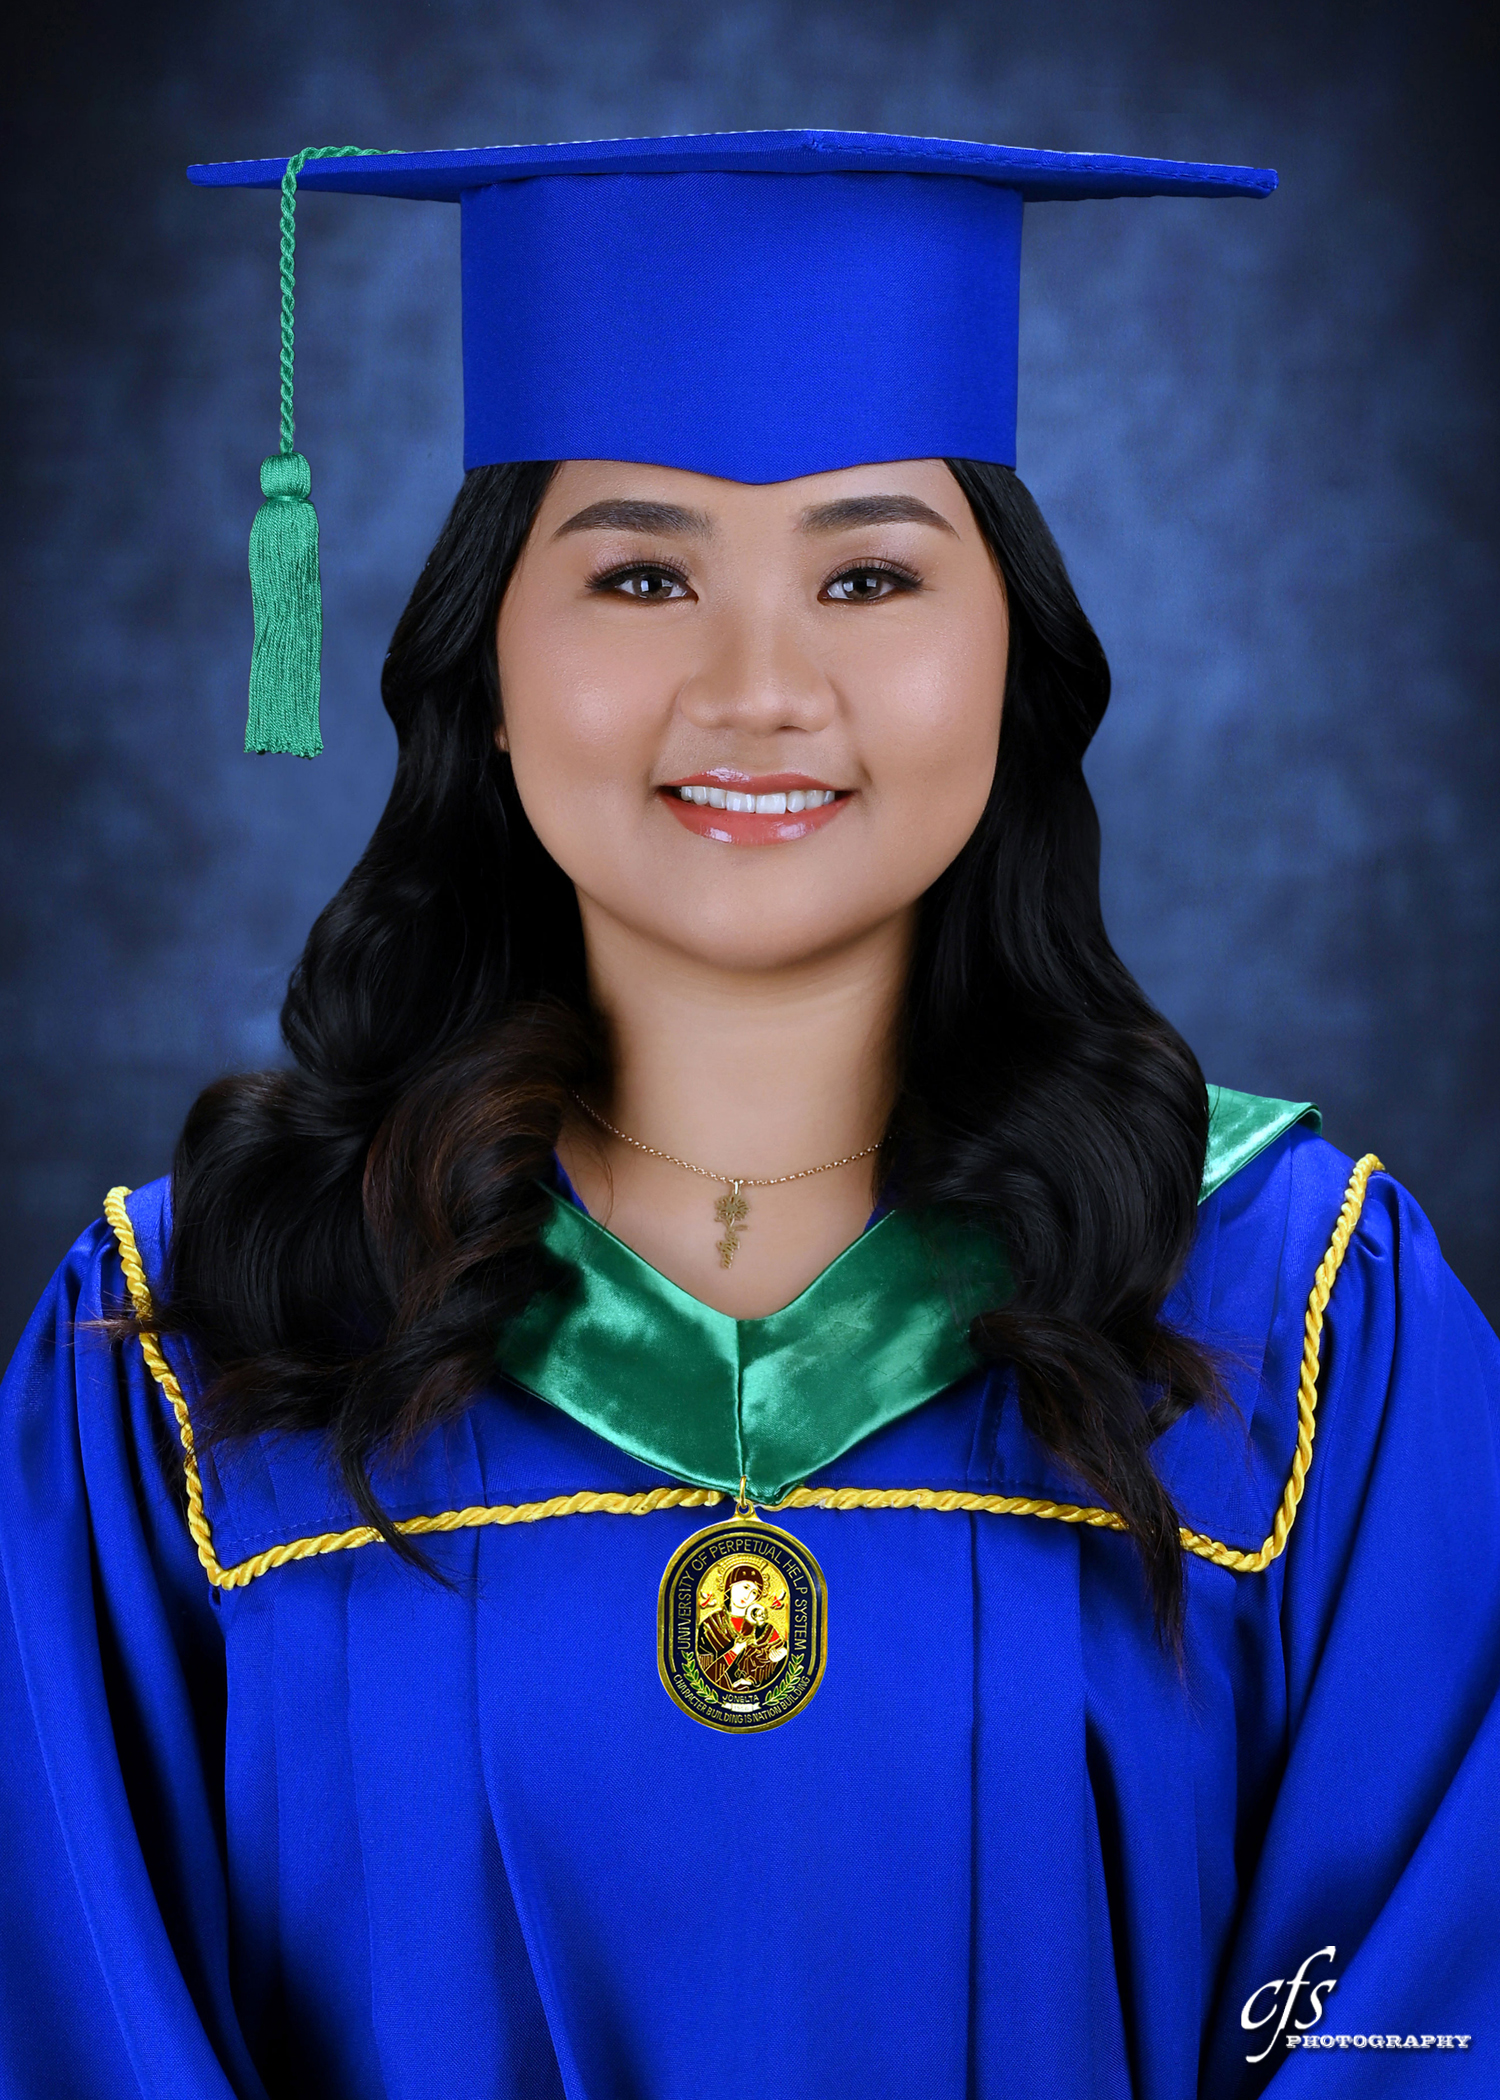 UNIVERSITY OF PERPETUAL HELP SYSTEM
JONELTA
CHARACTER BUILDING IS NATION BUILDING
cfs
PHOTOGRAPHY